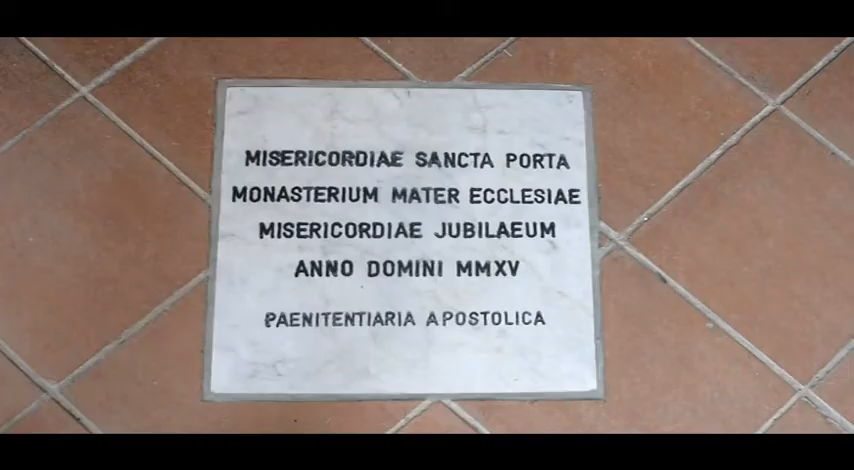 MISERICORDIAE SANCTA PORTA
MONASTERIUM MATER ECCLESIAE
MISERICORDIAE JUBILAEUM
ANNO DOMINI MMXV
PAENITENTIARIA APOSTOLICA